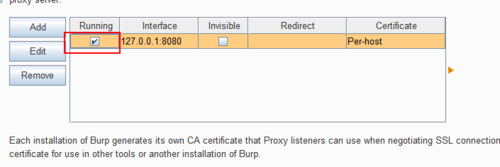 proxy server.
Add
Edit
Remove
Running Interface Invisible Redirect Certificate
127.0.0.1:8080 Per-host
Each installation of Burp generates its own CA certificate that Proxy listeners can use when negotiating SSL connection
certificate for use in other tools or another installation of Burp.